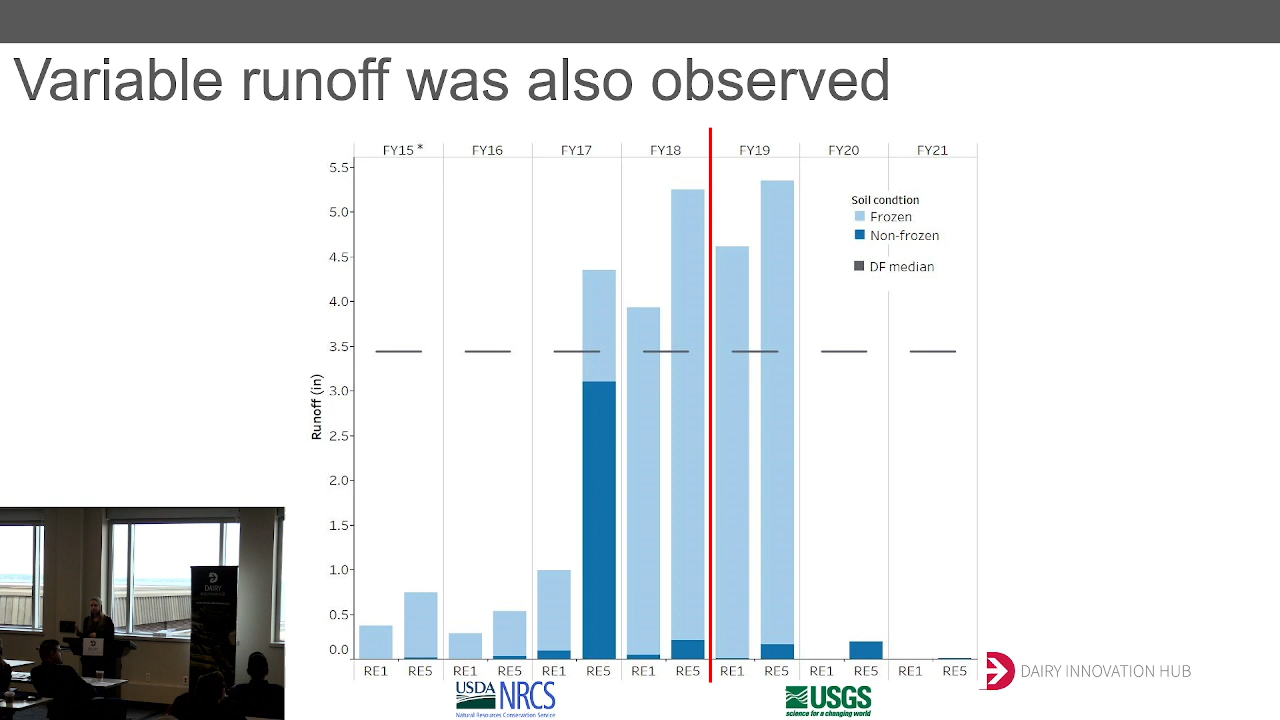 Variable runoff was also observed
FY15 * FY16 FY17 FY18 FY19 FY20 FY21
5.5
5.0
4.5
4.0
3.5
3.0
2.5
2.0
1.5
1.0
0.5
0.0
Runoff (in)
Soil condtion
Frozen
Non-frozen
DF median
RE1 RE5 RE1 RE5 RE1 RE5 RE1 RE5 RE1 RE5 RE1 RE5 RE1 RE5
USDA NRCS
Natural Resources Conservation Service
USGS
science for a changing world
DAIRY INNOVATION HUB
DAIRY